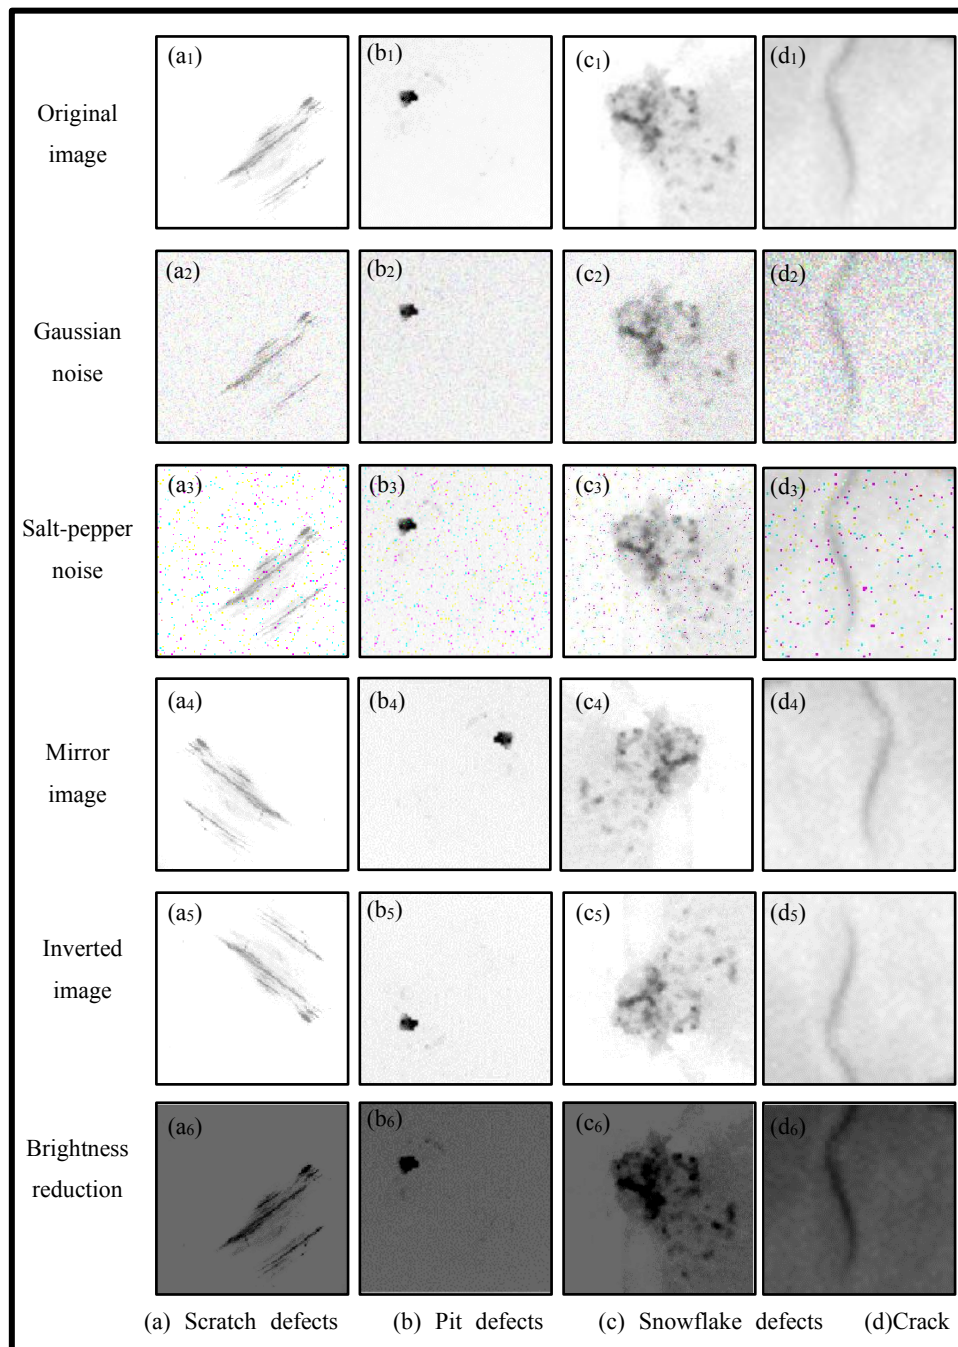 (a1) (b1) (c1) (d1)
Original
image
(a2) (b2) (c2) (d2)
Gaussian
noise
(a3) (b3) (c3) (d3)
Salt-pepper
noise
(a4) (b4) (c4) (d4)
Mirror
image
(a5) (b5) (c5) (d5)
Inverted
image
(a6) (b6) (c6) (d6)
Brightness
reduction
(a) Scratch defects (b) Pit defects (c) Snowflake defects (d)Crack